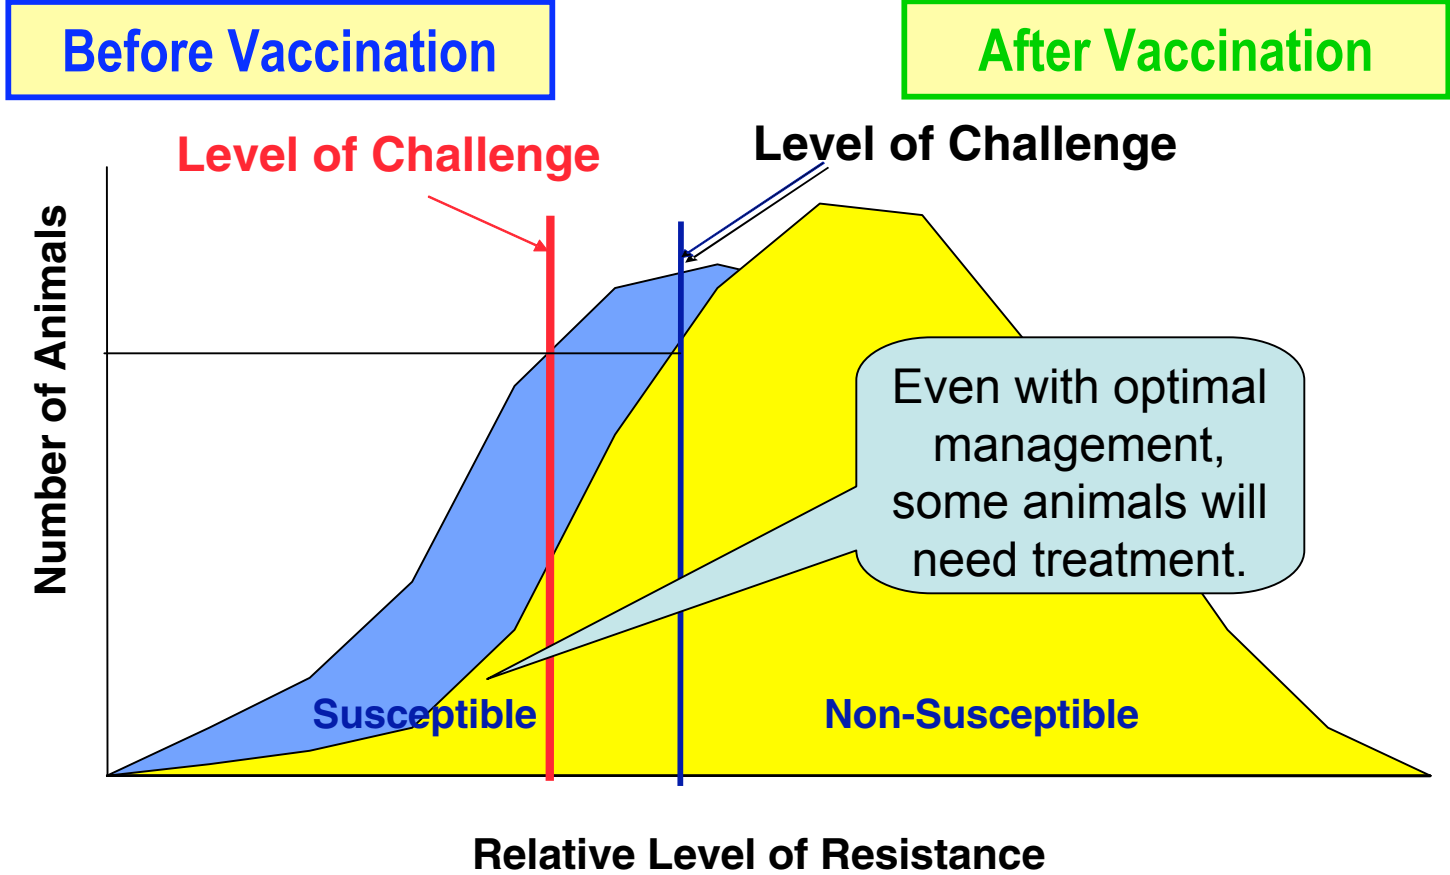 Before Vaccination
After Vaccination
Level of Challenge
Level of Challenge
Number of Animals
Even with optimal
management,
some animals will
need treatment.
Susceptible
Non-Susceptible
Relative Level of Resistance